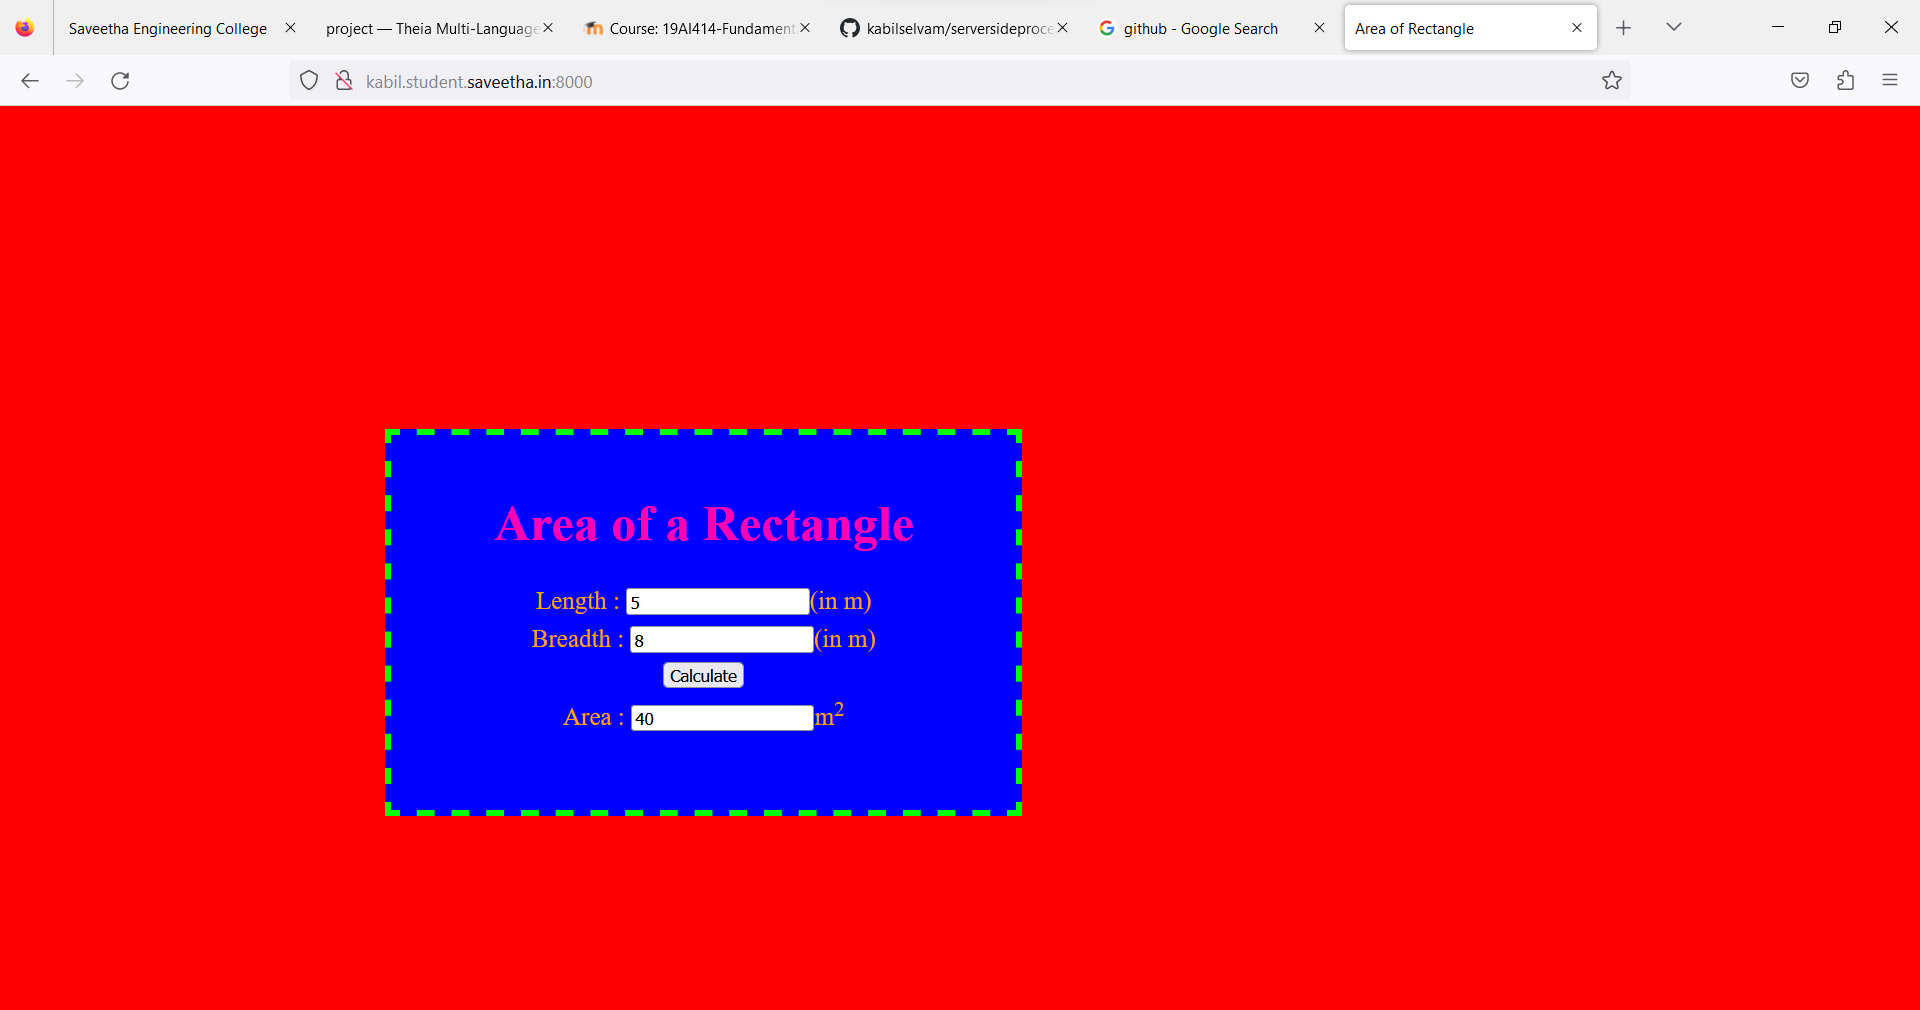 Saveetha Engineering College
project — Theia Multi-Language
Course: 19AI414-Fundament
kabilselvam/serversideproce
github - Google Search
Area of Rectangle
kabil.student.saveetha.in:8000
Area of a Rectangle
Length : 5 (in m)
Breadth : 8 (in m)
Calculate
Area : 40 m²